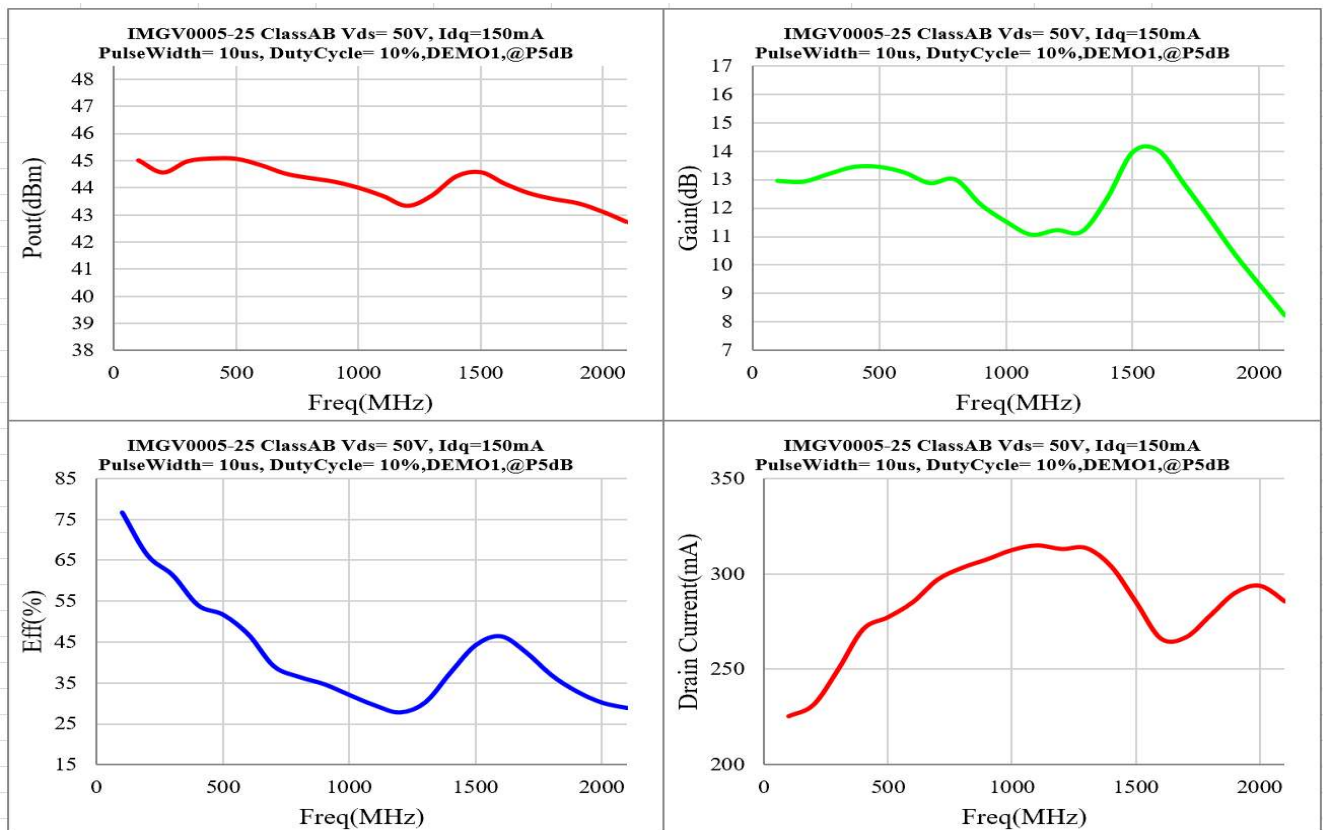 IMGV0005-25 ClassAB Vds= 50V, Idq=150mA
PulseWidth= 10us, DutyCycle= 10%,DEMO1,@P5dB
48
47
46
45
44
43
42
41
40
39
38
Pout(dBm)
0 500 1000 1500 2000
Freq(MHz)
IMGV0005-25 ClassAB Vds= 50V, Idq=150mA
PulseWidth= 10us, DutyCycle= 10%,DEMO1,@P5dB
17
16
15
14
13
12
11
10
9
8
7
Gain(dB)
0 500 1000 1500 2000
Freq(MHz)
IMGV0005-25 ClassAB Vds= 50V, Idq=150mA
PulseWidth= 10us, DutyCycle= 10%,DEMO1,@P5dB
85
75
65
55
45
35
25
15
Eff(%)
0 500 1000 1500 2000
Freq(MHz)
IMGV0005-25 ClassAB Vds= 50V, Idq=150mA
PulseWidth= 10us, DutyCycle= 10%,DEMO1,@P5dB
350
300
250
200
Drain Current(mA)
0 500 1000 1500 2000
Freq(MHz)